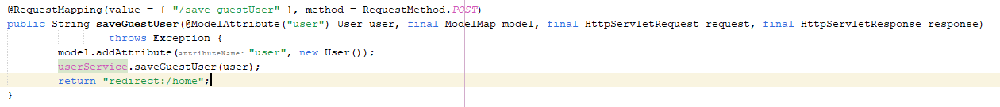 @RequestMapping(value = { "/save-guestUser" }, method = RequestMethod.POST)
public String saveGuestUser(@ModelAttribute("user") User user, final ModelMap model, final HttpServletRequest request, final HttpServletResponse response)
throws Exception {
model.addAttribute( attributeName: "user", new User());
userService.saveGuestUser(user);
return "redirect:/home";
}